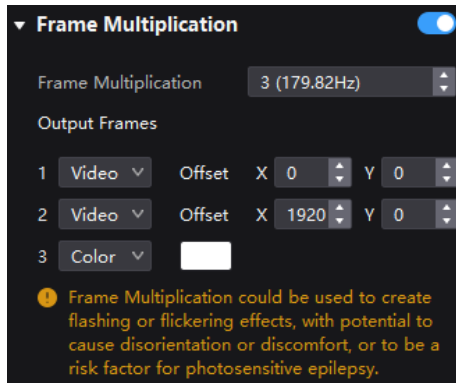 Frame Multiplication
Frame Multiplication 3 (179.82Hz)
Output Frames
1 Video Offset X 0 Y 0
2 Video Offset X 1920 Y 0
3 Color
Frame Multiplication could be used to create
flashing or flickering effects, with potential to
cause disorientation or discomfort, or to be a
risk factor for photosensitive epilepsy.